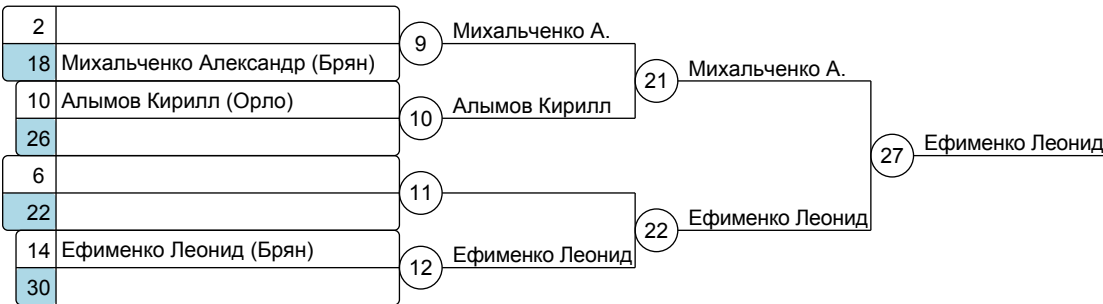 2
Михальченко А.
9
18 Михальченко Александр (Брян)
21 Михальченко А.
10 Алымов Кирилл (Орло)
10 Алымов Кирилл
26
27 Ефименко Леонид
6
11
22
22 Ефименко Леонид
14 Ефименко Леонид (Брян)
12 Ефименко Леонид
30